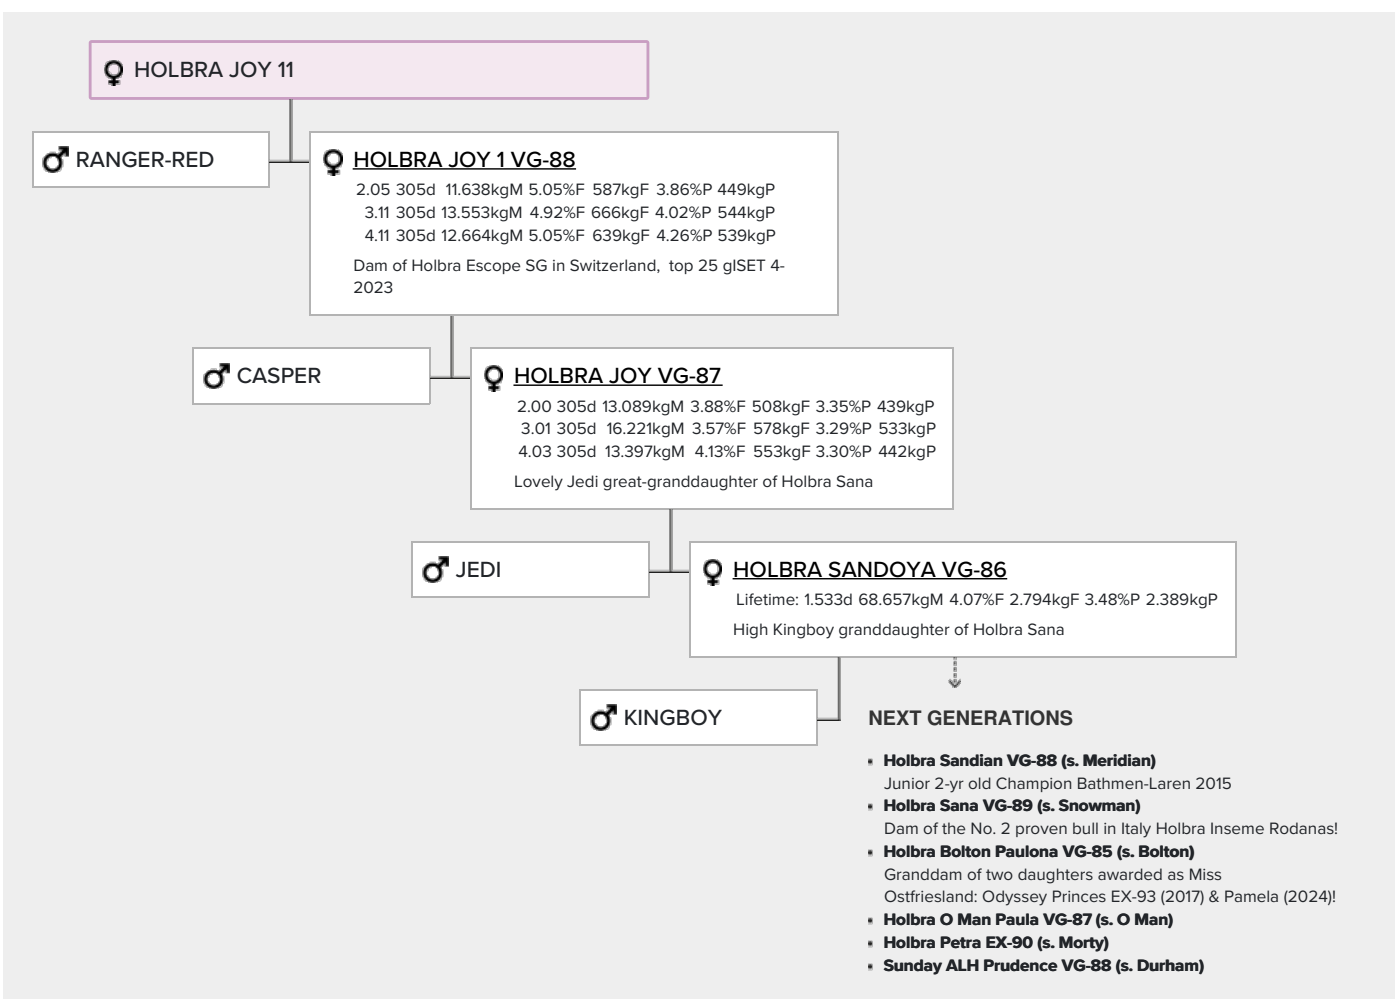 HOLBRA JOY 11
RANGER-RED
HOLBRA JOY 1 VG-88
2.05 305d 11.638kgM 5.05%F 587kgF 3.86%P 449kgP
3.11 305d 13.553kgM 4.92%F 666kgF 4.02%P 544kgP
4.11 305d 12.664kgM 5.05%F 639kgF 4.26%P 539kgP
Dam of Holbra Escope SG in Switzerland, top 25 gISET 4-
2023
CASPER
HOLBRA JOY VG-87
2.00 305d 13.089kgM 3.88%F 508kgF 3.35%P 439kgP
3.01 305d 16.221kgM 3.57%F 578kgF 3.29%P 533kgP
4.03 305d 13.397kgM 4.13%F 553kgF 3.30%P 442kgP
Lovely Jedi great-granddaughter of Holbra Sana
JEDI
HOLBRA SANDOYA VG-86
Lifetime: 1.533d 68.657kgM 4.07%F 2.794kgF 3.48%P 2.389kgP
High Kingboy granddaughter of Holbra Sana
KINGBOY
NEXT GENERATIONS
Holbra Sandian VG-88 (s. Meridian)
Junior 2-yr old Champion Bathmen-Laren 2015
Holbra Sana VG-89 (s. Snowman)
Dam of the No. 2 proven bull in Italy Holbra Inseme Rodanas!
Holbra Bolton Paulona VG-85 (s. Bolton)
Granddam of two daughters awarded as Miss
Ostfriesland: Odyssey Princes EX-93 (2017) & Pamela (2024)!
Holbra O Man Paula VG-87 (s. O Man)
Holbra Petra EX-90 (s. Morty)
Sunday ALH Prudence VG-88 (s. Durham)